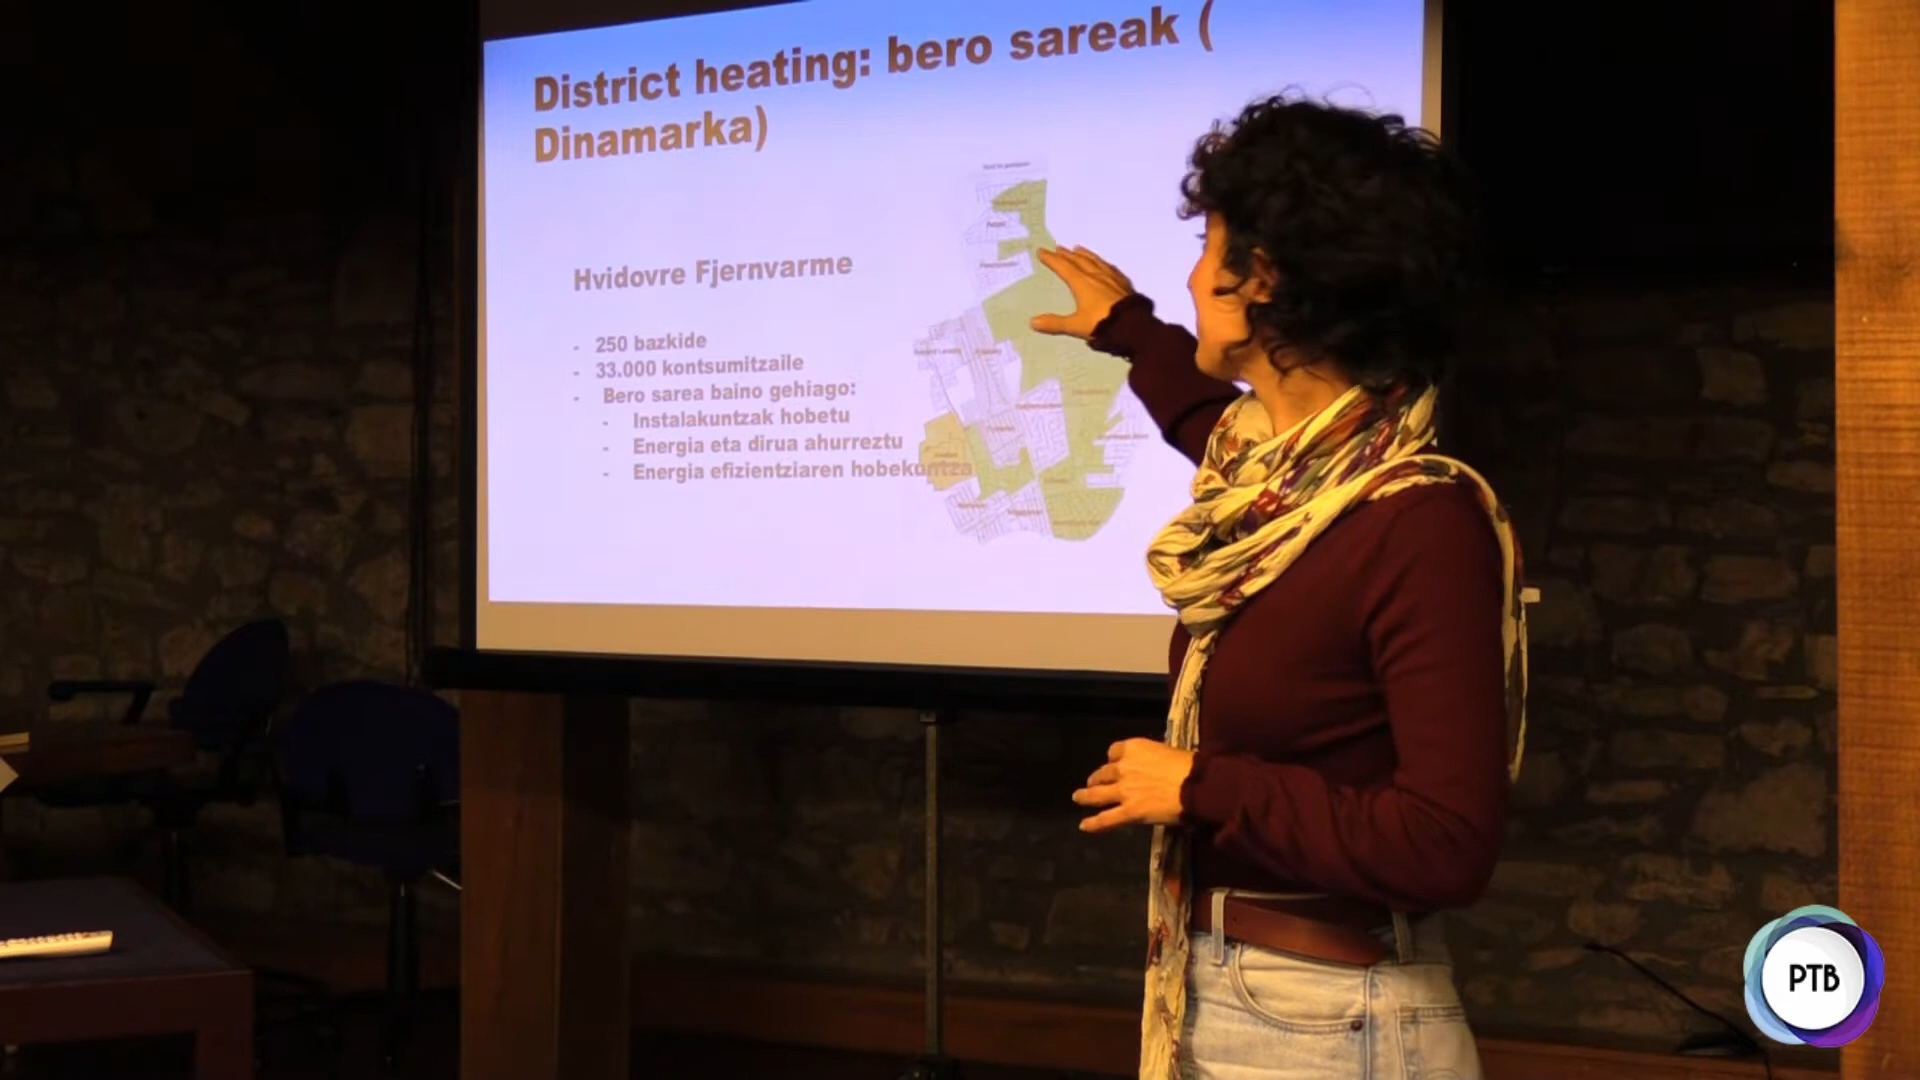 District heating: bero sareak (
Dinamarka)
Hvidovre Fjernvarme
- 250 bazkide
- 33.000 kontsumitzaile
- Bero sarea baino gehiago:
- Instalakuntzak hobetu
- Energia eta dirua ahurreztu
- Energia efizientziaren hobekuntza
PTB